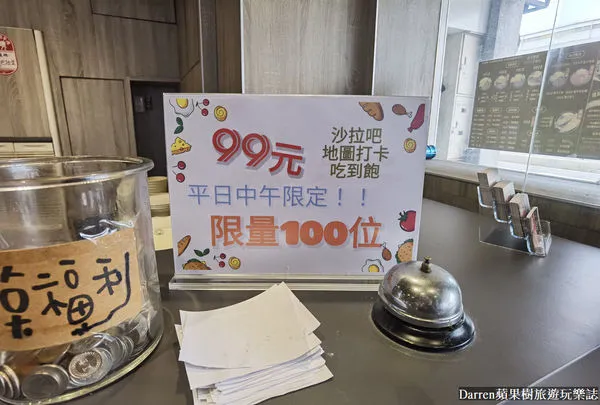 99元
沙拉吧
地圖打卡
吃到飽
平日中午限定！！
限量100位
福利
Darren蘋果樹旅遊玩樂誌